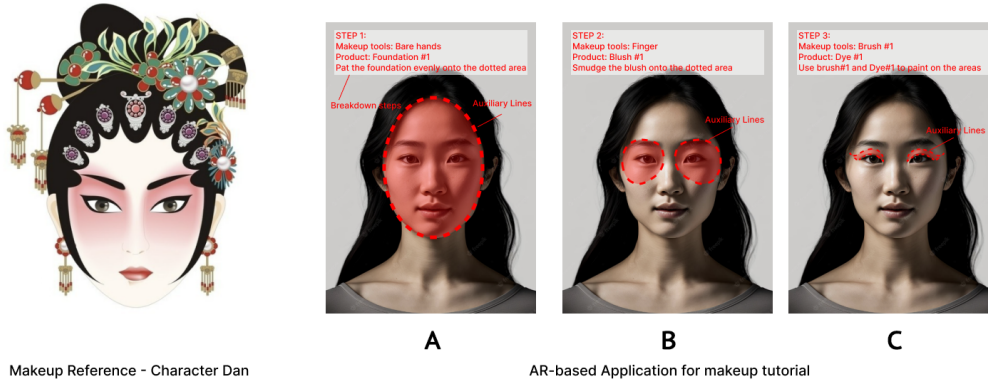 STEP 1:
Makeup tools: Bare hands
Product: Foundation #1
Pat the foundation evenly onto the dotted area
Breakdown steps
Auxiliary Lines
STEP 2:
Makeup tools: Finger
Product: Blush #1
Smudge the blush onto the dotted area
Auxiliary Lines
STEP 3:
Makeup tools: Brush #1
Product: Dye #1
Use brush#1 and Dye#1 to paint on the areas
Auxiliary Lines
A
B
C
Makeup Reference - Character Dan
AR-based Application for makeup tutorial